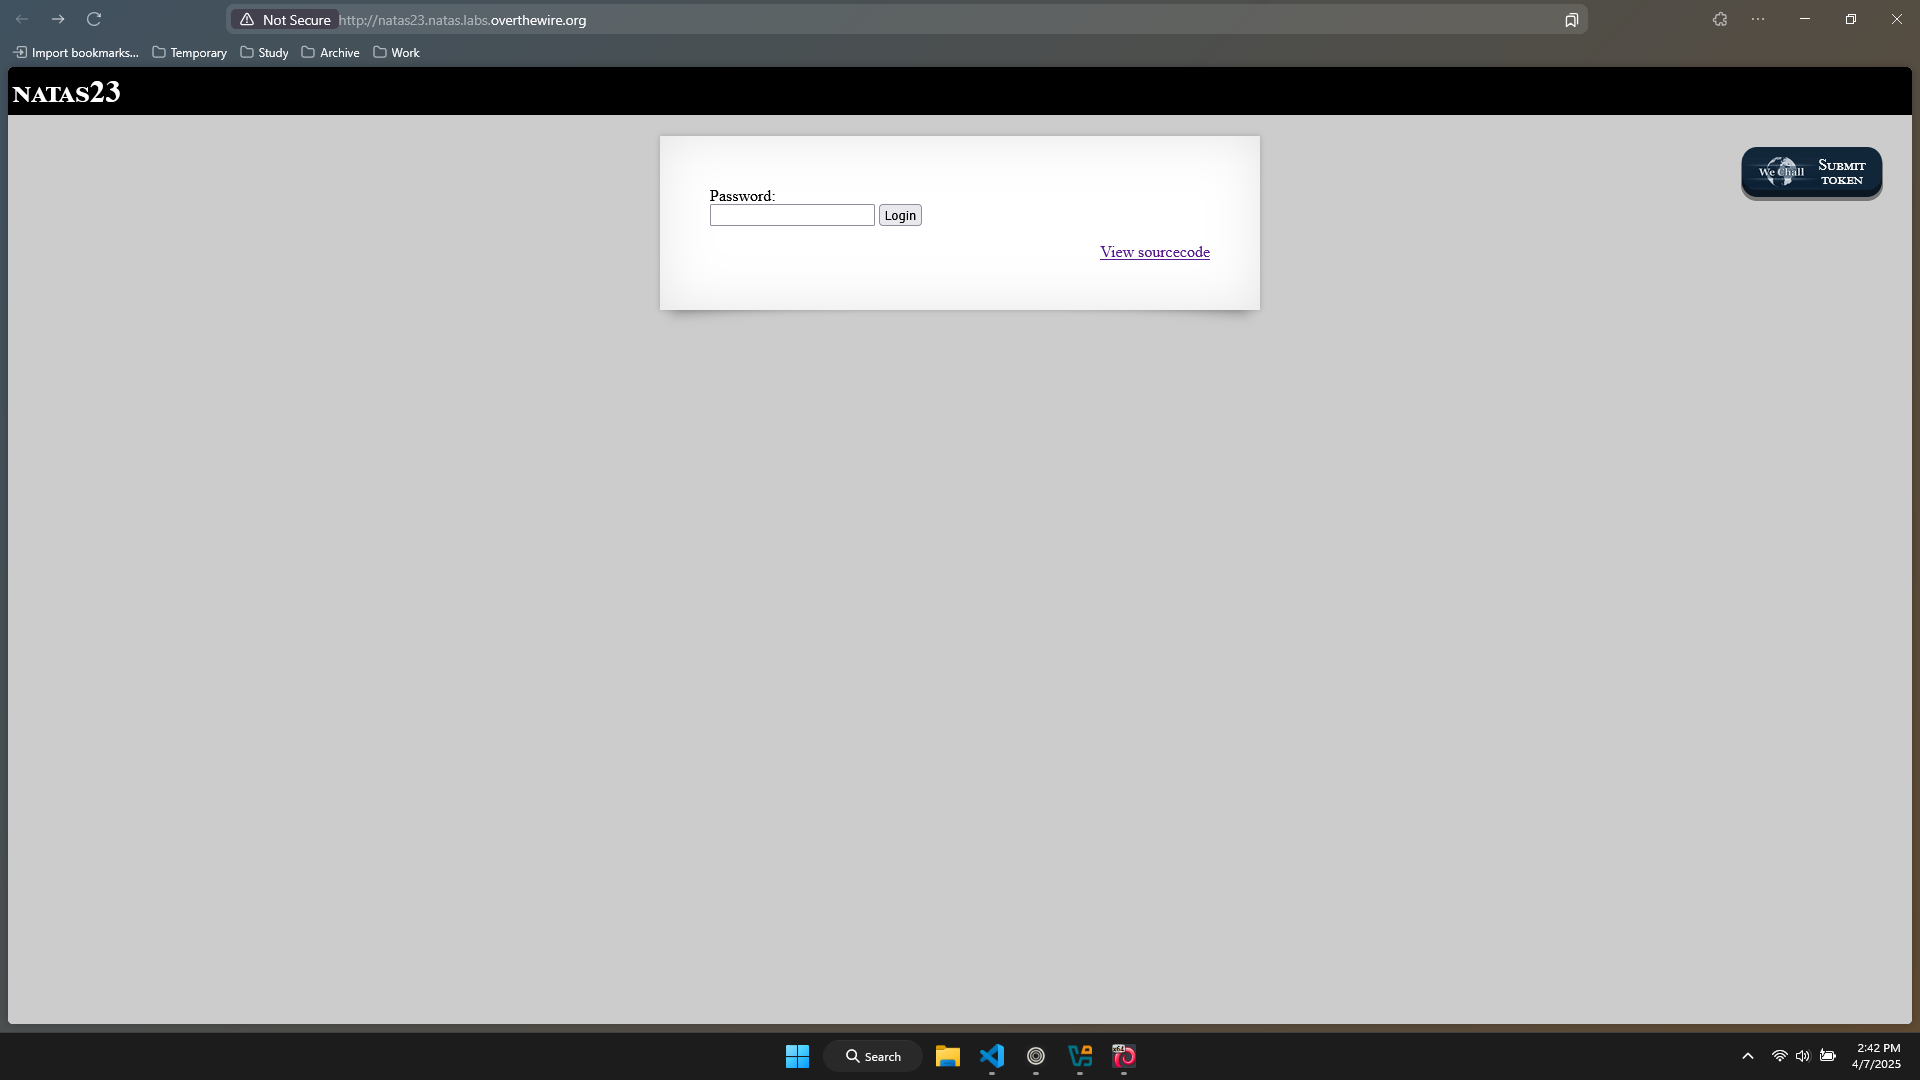 Not Secure http://natas23.natas.labs.overthewire.org
Import bookmarks... Temporary Study Archive Work
NATAS23
We Chall SUBMIT TOKEN
Password:
Login
View sourcecode
Search
x64
2:42 PM
4/7/2025